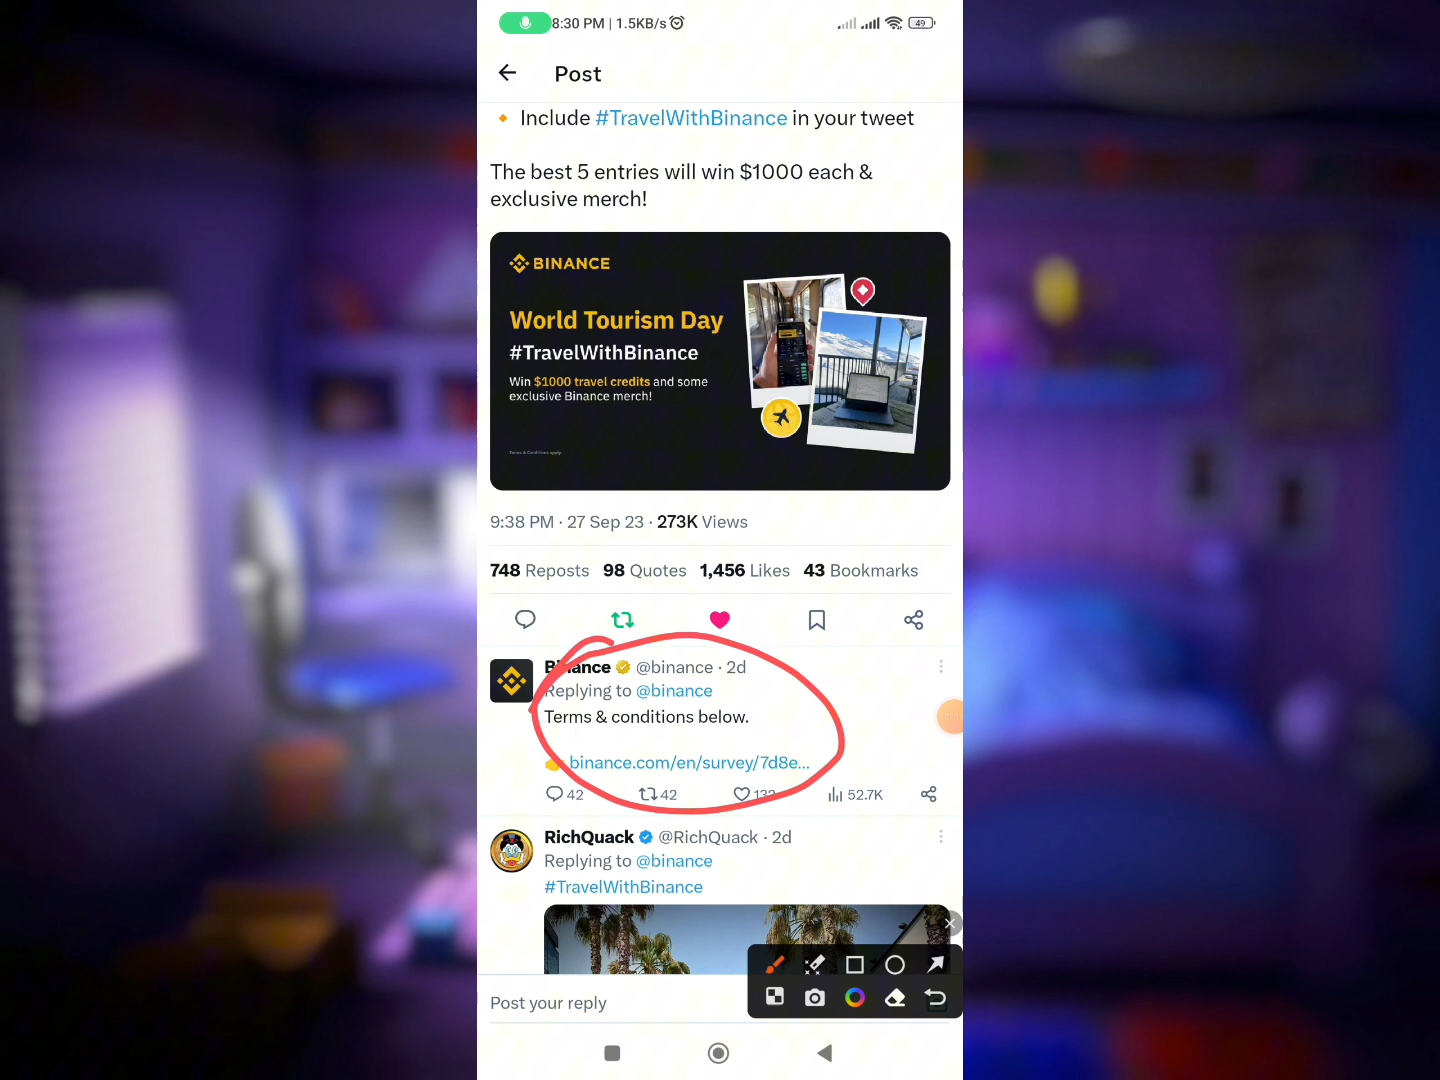 8:30 PM | 1.5KB/s
49
Post
Include #TravelWithBinance in your tweet
The best 5 entries will win $1000 each &
exclusive merch!
BINANCE
World Tourism Day
#TravelWithBinance
Win $1000 travel credits and some
exclusive Binance merch!
Terms & Conditions apply.
9:38 PM · 27 Sep 23 · 273K Views
748 Reposts 98 Quotes 1,456 Likes 43 Bookmarks
Binance @binance · 2d
Replying to @binance
Terms & conditions below.
binance.com/en/survey/7d8e...
42 42 132 52.7K
RichQuack @RichQuack · 2d
Replying to @binance
#TravelWithBinance
Post your reply